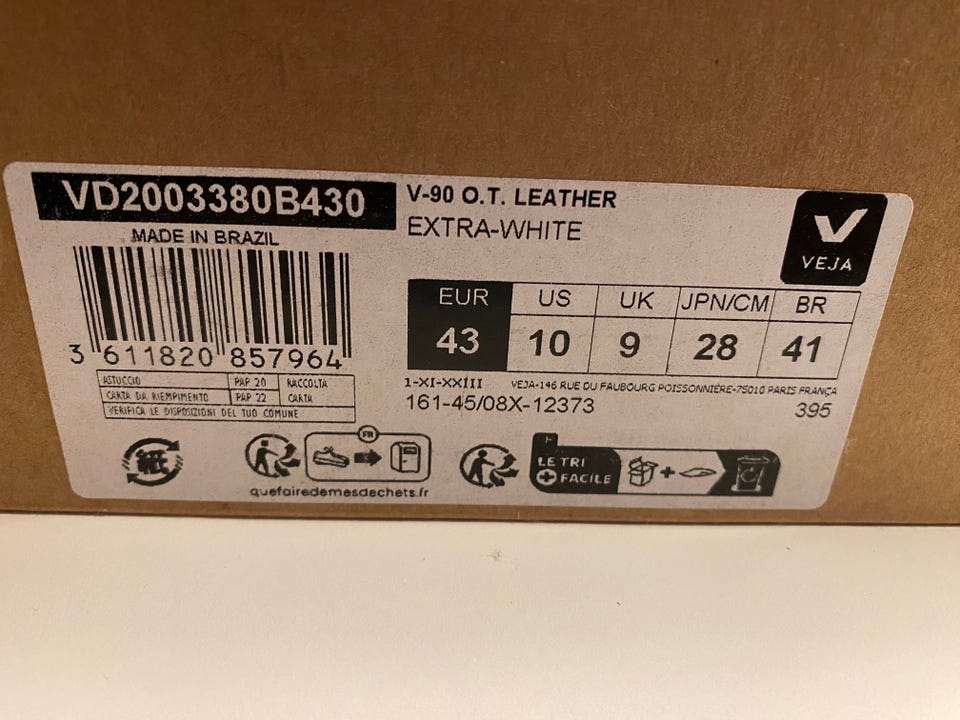 VD2003380B430
MADE IN BRAZIL
3 611820 857964
ASTUCCIO PAP 20 RACCOLTA
CARTA DA RIEMPIMENTO PAP 22 CARTA
VERIFICA LE DISPOSIZIONI DEL TUO COMUNE
V-90 O.T. LEATHER
EXTRA-WHITE
V
VEJA
EUR US UK JPN/CM BR
43 10 9 28 41
1-XI-XXIII VEJA-146 RUE DU FAUBOURG POISSONNIÈRE-75010 PARIS FRANÇA
161-45/08X-12373 395
FR
quefairedemesdechets.fr
LE TRI
+ FACILE
+